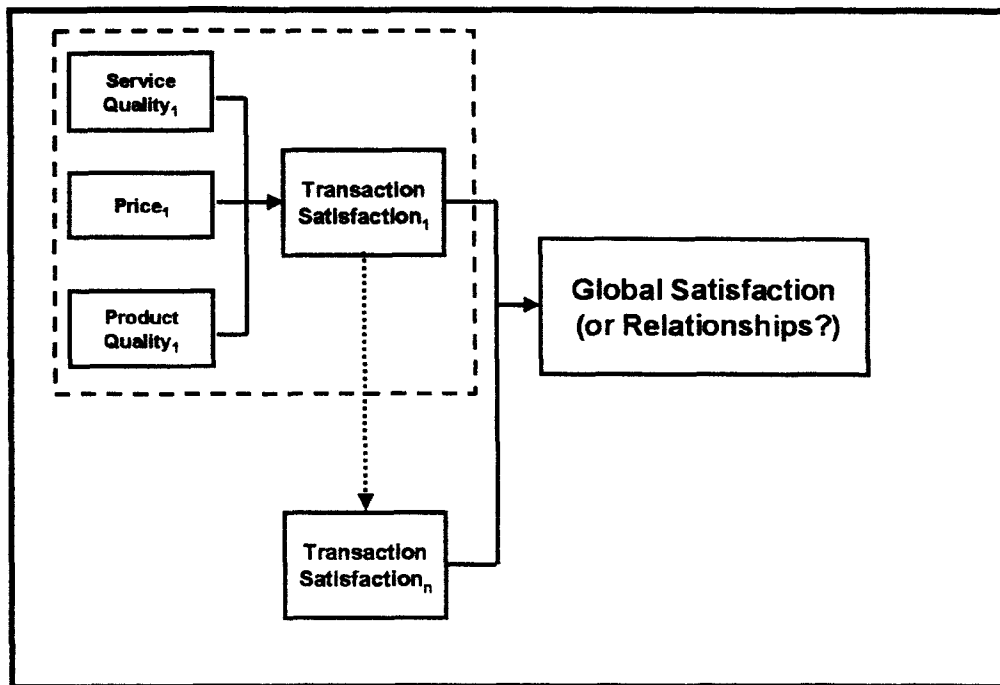 Service
Quality₁
Price₁
Product
Quality₁
Transaction
Satisfaction₁
Global Satisfaction
(or Relationships?)
Transaction
Satisfactionₙ